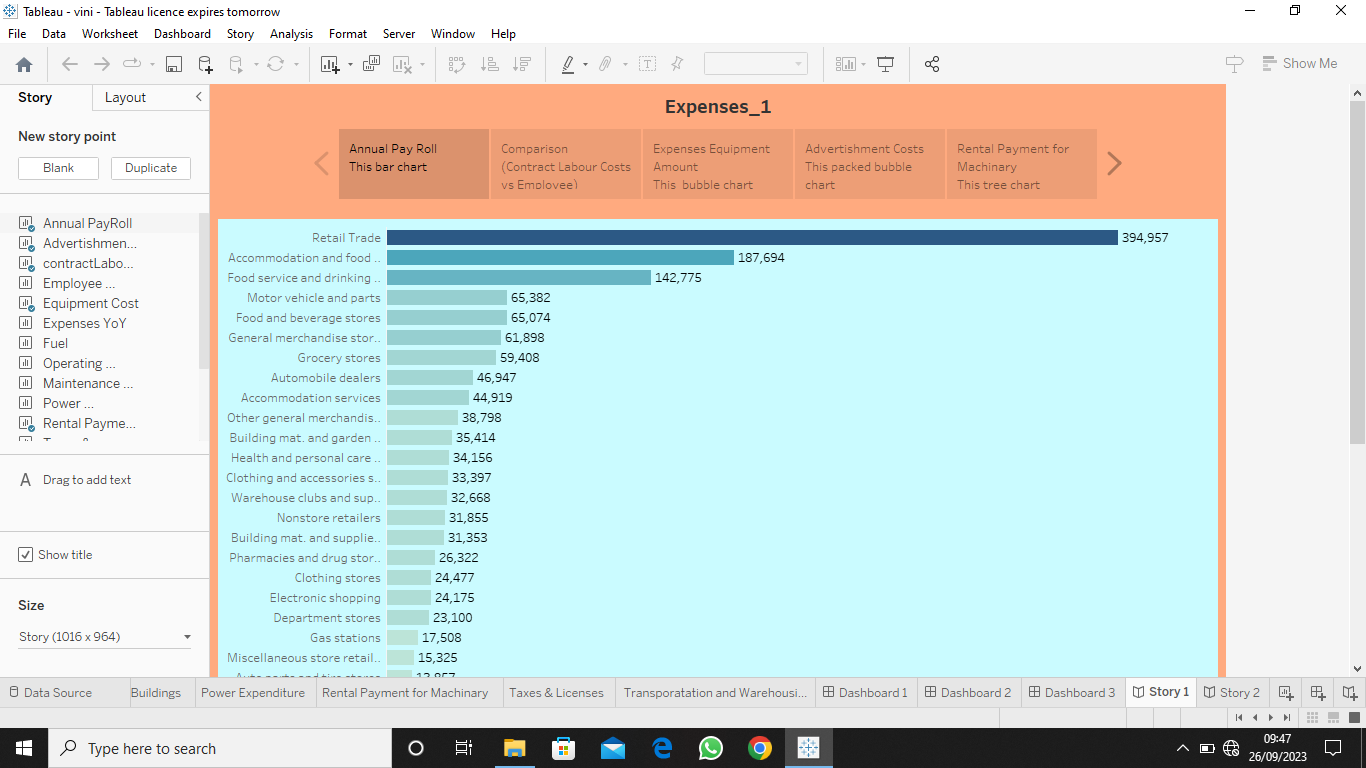 Tableau - vini - Tableau licence expires tomorrow
File Data Worksheet Dashboard Story Analysis Format Server Window Help
Show Me
Story Layout
New story point
Blank Duplicate
Annual PayRoll
Advertishmen...
contractLabo...
Employee ...
Equipment Cost
Expenses YoY
Fuel
Operating ...
Maintenance ...
Power ...
Rental Payme...
A Drag to add text
Show title
Size
Story (1016 x 964)
Expenses_1
Annual Pay Roll
This bar chart
Comparison
(Contract Labour Costs
vs Employee)
Expenses Equipment
Amount
This bubble chart
Advertishment Costs
This packed bubble
chart
Rental Payment for
Machinery
This tree chart
Retail Trade 394,957
Accommodation and food .. 187,694
Food service and drinking .. 142,775
Motor vehicle and parts 65,382
Food and beverage stores 65,074
General merchandise stor.. 61,898
Grocery stores 59,408
Automobile dealers 46,947
Accommodation services 44,919
Other general merchandis.. 38,798
Building mat. and garden .. 35,414
Health and personal care .. 34,156
Clothing and accessories s.. 33,397
Warehouse clubs and sup.. 32,668
Nonstore retailers 31,855
Building mat. and supplie.. 31,353
Pharmacies and drug stor.. 26,322
Clothing stores 24,477
Electronic shopping 24,175
Department stores 23,100
Gas stations 17,508
Miscellaneous store retail.. 15,325
Auto parts and tire stores 13,857
Data Source Buildings Power Expenditure Rental Payment for Machinery Taxes & Licenses Transporatation and Warehousi... Dashboard 1 Dashboard 2 Dashboard 3 Story 1 Story 2
Type here to search
09:47
26/09/2023